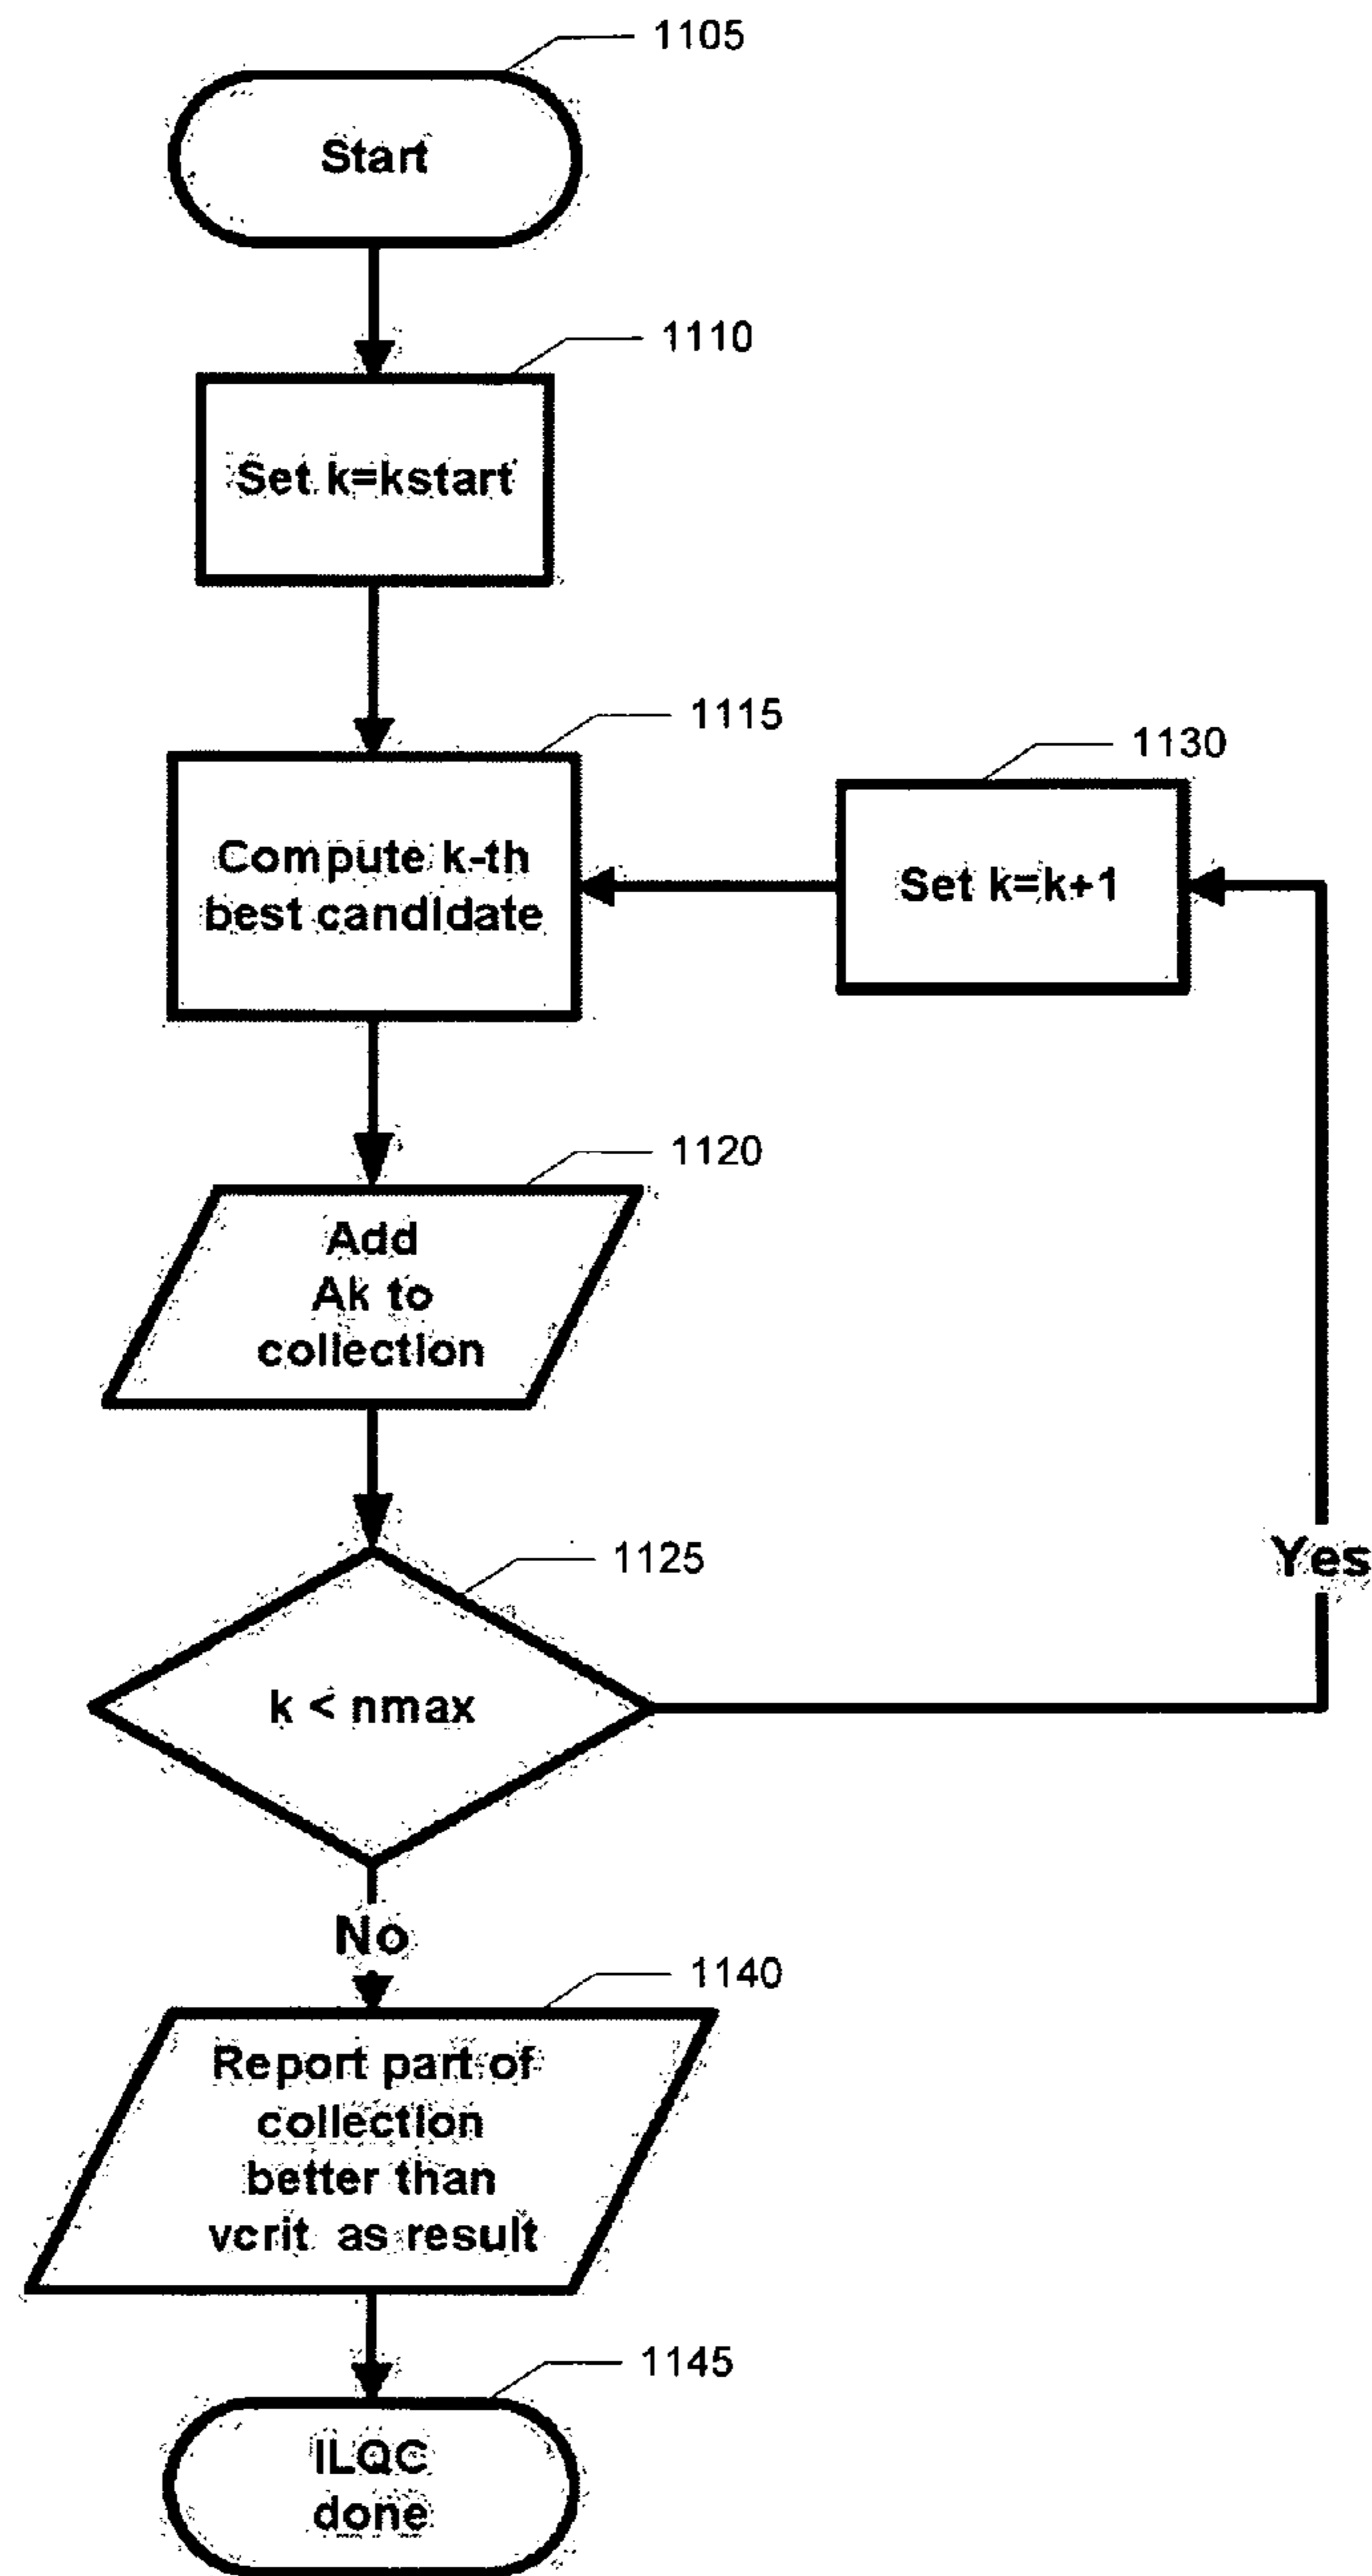 1105
Start
1110
Set k=kstart
1115
1130
Compute k-th
best candidate
Set k=k+1
1120
Add
Ak to
collection
1125
Yes
k < nmax
No
1140
Report part of
collection
better than
vcrit as result
1145
ILQC
done